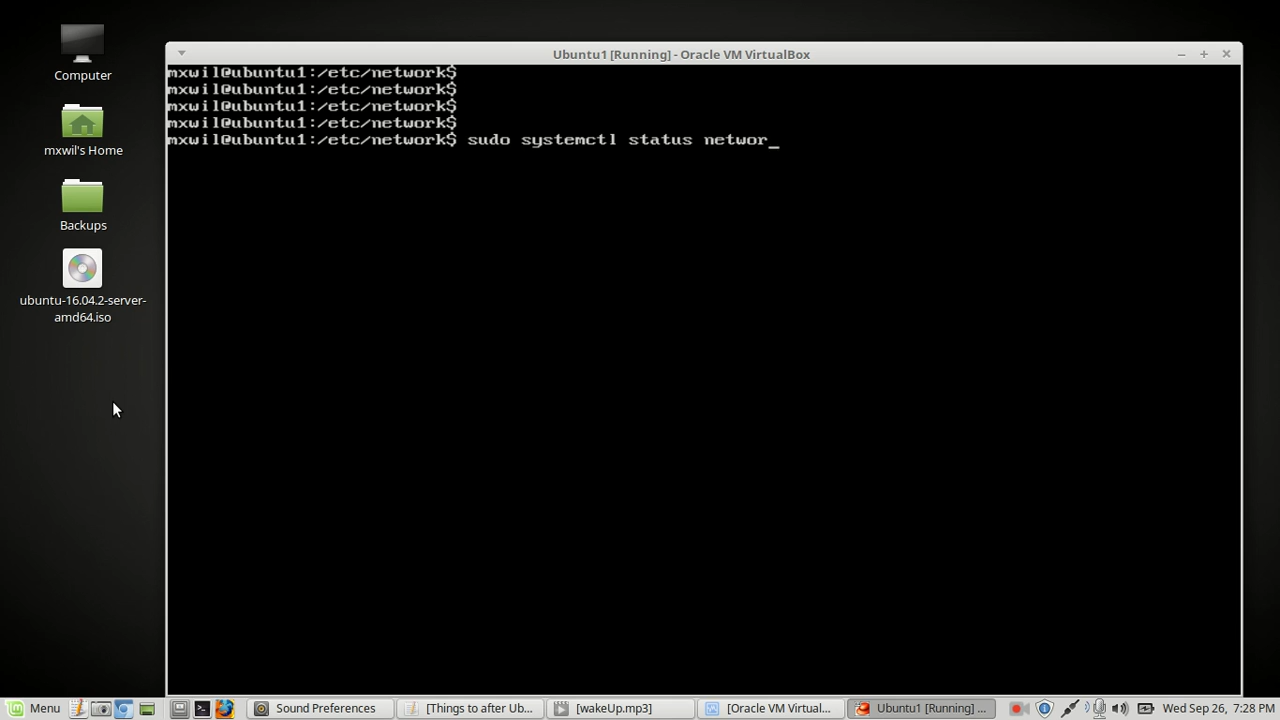 Computer
mxwil's Home
Backups
ubuntu-16.04.2-server-
amd64.iso
Ubuntu1 [Running] - Oracle VM VirtualBox
mxwil@ubuntu1:/etc/network$
mxwil@ubuntu1:/etc/network$
mxwil@ubuntu1:/etc/network$
mxwil@ubuntu1:/etc/network$
mxwil@ubuntu1:/etc/network$ sudo systemctl status networ_
Menu
Sound Preferences
[Things to after Ub...
[wakeUp.mp3]
[Oracle VM Virtual...
Ubuntu1 [Running] ...
Wed Sep 26, 7:28 PM